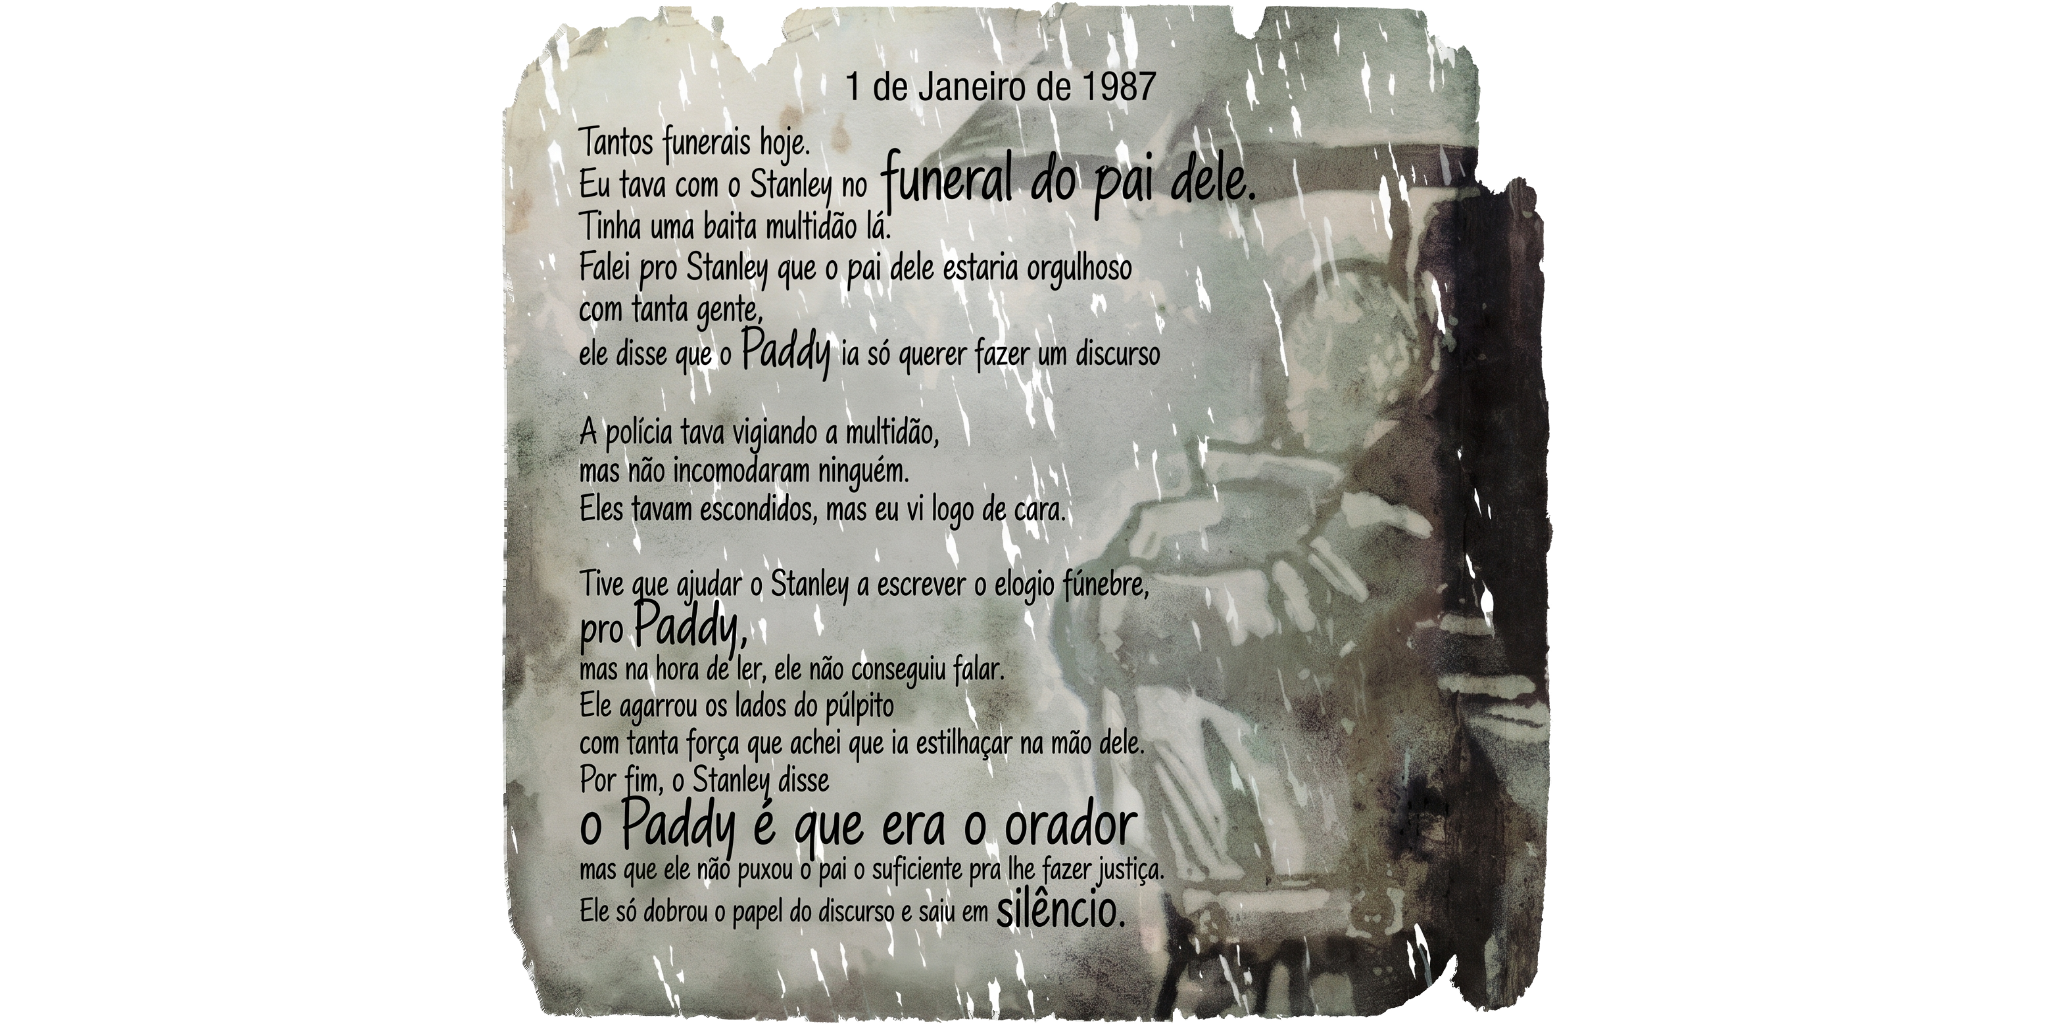 1 de Janeiro de 1987
Tantos funerais hoje.
Eu tava com o Stanley no funeral do pai dele.
Tinha uma baita multidão lá.
Falei pro Stanley que o pai dele estaria orgulhoso
com tanta gente,
ele disse que o Paddy ia só querer fazer um discurso
A polícia tava vigiando a multidão,
mas não incomodaram ninguém.
Eles tavam escondidos, mas eu vi logo de cara.
Tive que ajudar o Stanley a escrever o elogio fúnebre,
pro Paddy,
mas na hora de ler, ele não conseguiu falar.
Ele agarrou os lados do púlpito
com tanta força que achei que ia estilhaçar na mão dele.
Por fim, o Stanley disse
o Paddy é que era o orador
mas que ele não puxou o pai o suficiente pra lhe fazer justiça.
Ele só dobrou o papel do discurso e saiu em silêncio.